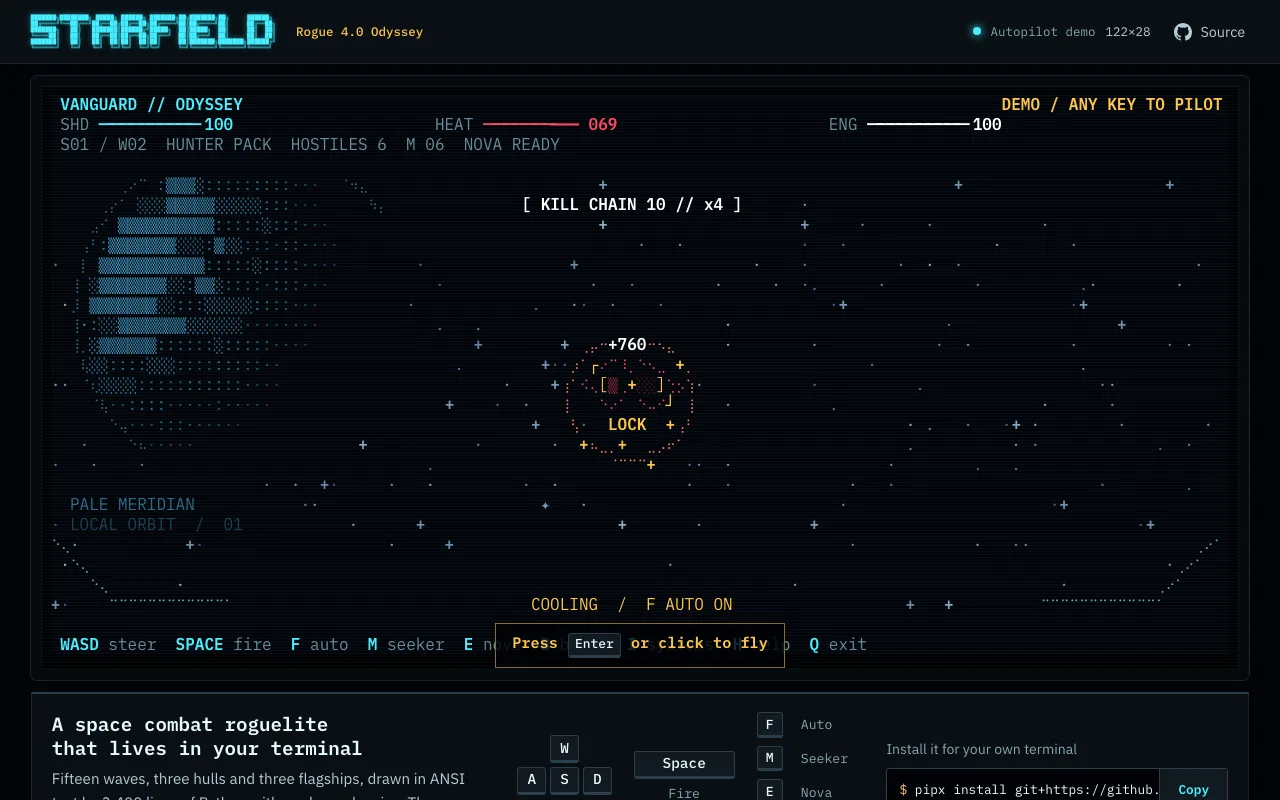 STARFIELD
Rogue 4.0 Odyssey
Autopilot demo 122×28
Source
VANGUARD // ODYSSEY
DEMO / ANY KEY TO PILOT
SHD 100 HEAT 069 ENG 100
S01 / W02 HUNTER PACK HOSTILES 6 M 06 NOVA READY
[ KILL CHAIN 10 // x4 ]
+760
LOCK
PALE MERIDIAN
LOCAL ORBIT / 01
COOLING / F AUTO ON
WASD steer SPACE fire F auto M seeker E Q exit
Press Enter or click to fly
A space combat roguelite
that lives in your terminal
Fifteen waves, three hulls and three flagships, drawn in ANSI
W
A S D
Space
Fire
F Auto
M Seeker
E Nova
Install it for your own terminal
$ pipx install git+https://github.
Copy